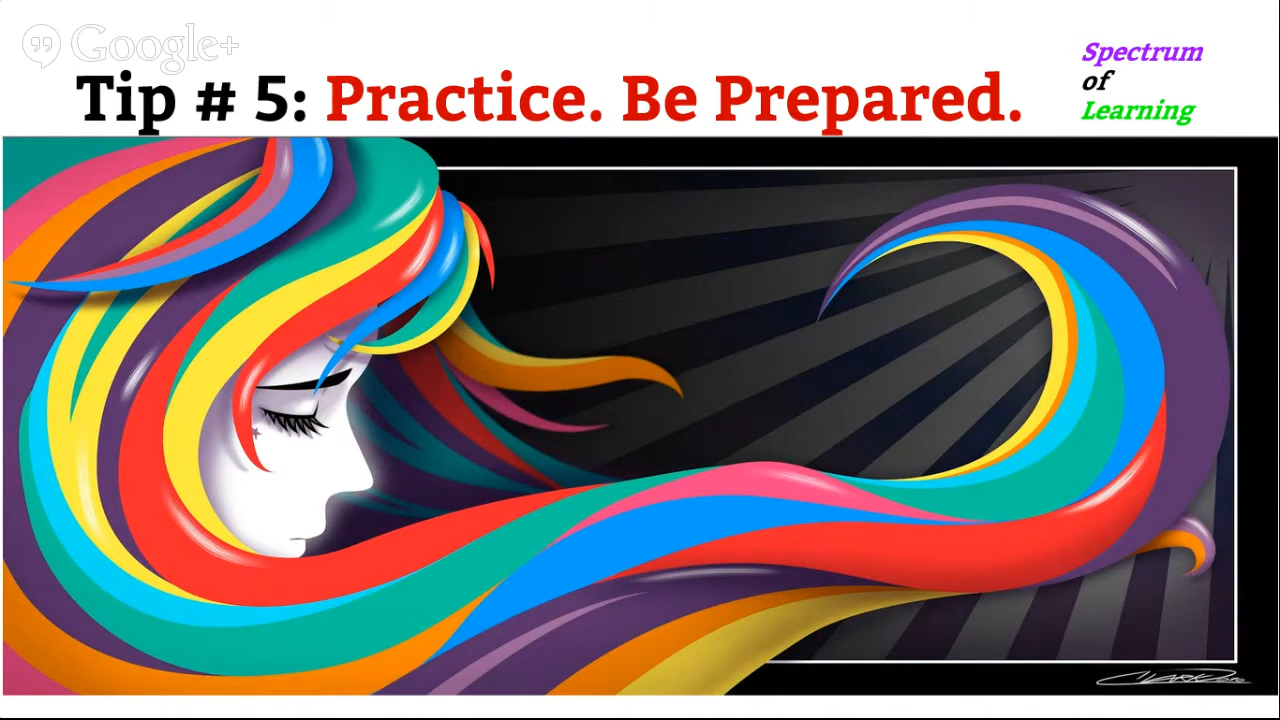 Google+
Tip # 5: Practice. Be Prepared.
Spectrum
of
Learning